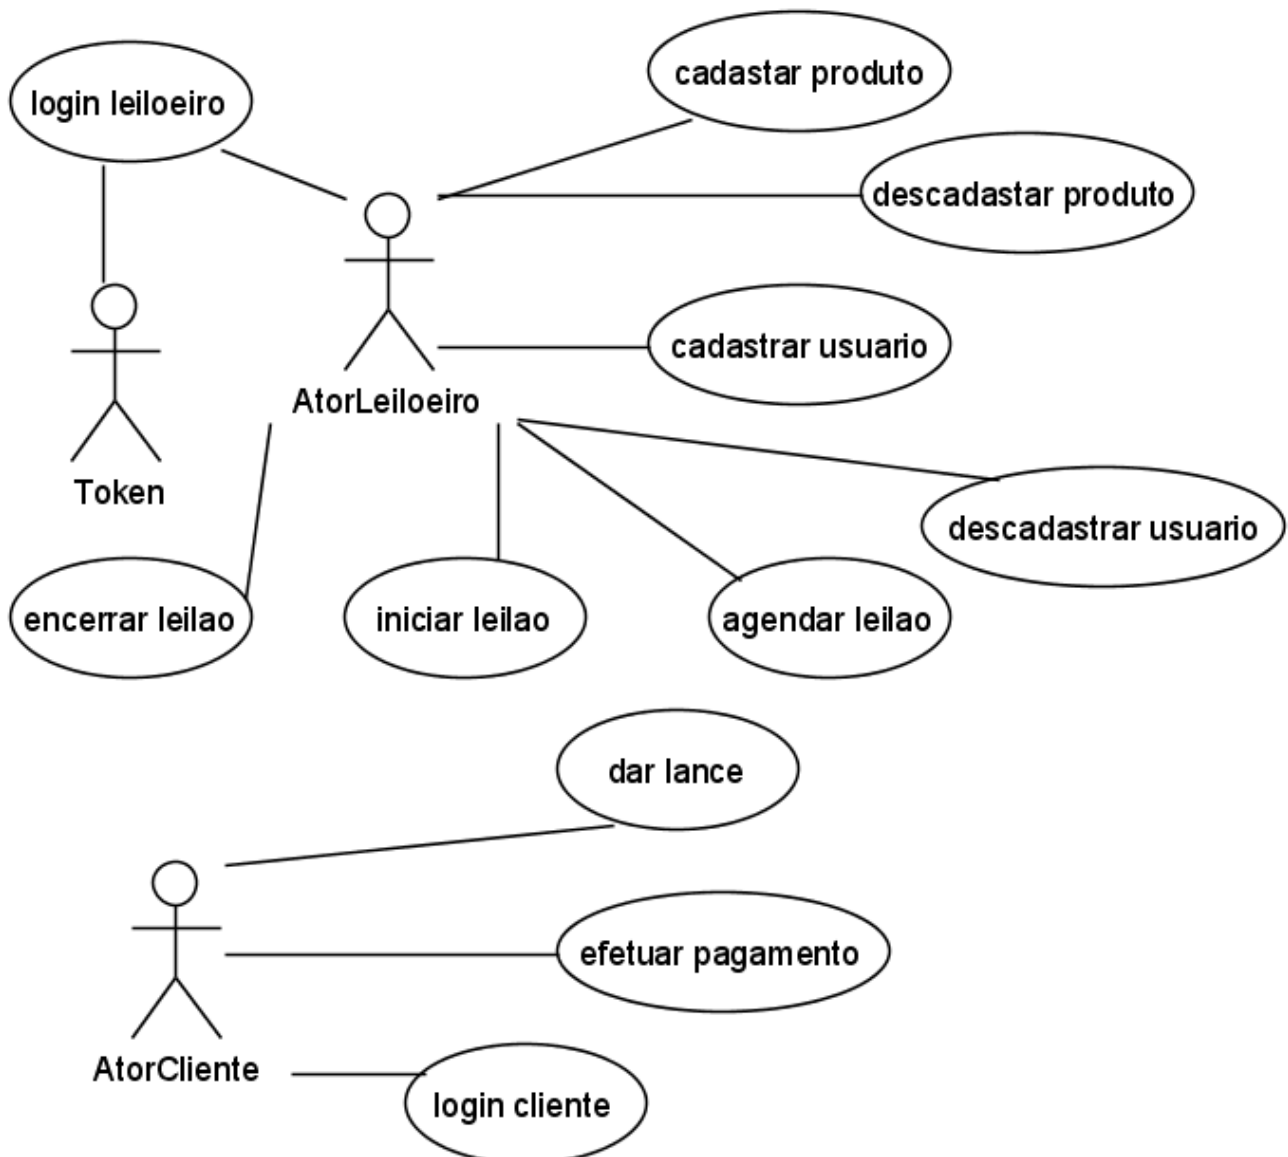 cadastar produto
login leiloeiro
descadastar produto
cadastrar usuario
AtorLeiloeiro
Token
descadastrar usuario
encerrar leilao
iniciar leilao
agendar leilao
dar lance
efetuar pagamento
AtorCliente
login cliente